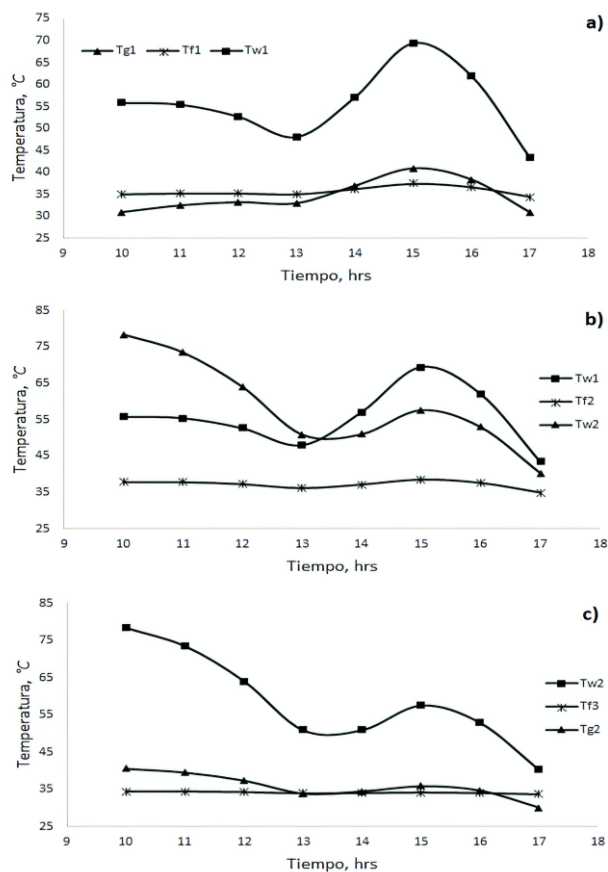 a)
75
70
65
60
55
50
45
40
35
30
25
Temperatura, °C
Tg1 Tf1 Tw1
9 10 11 12 13 14 15 16 17 18
Tiempo, hrs
b)
85
75
65
55
45
35
25
Temperatura, °C
Tw1
Tf2
Tw2
9 10 11 12 13 14 15 16 17 18
Tiempo, hrs
c)
85
75
65
55
45
35
25
Temperatura, °C
Tw2
Tf3
Tg2
9 10 11 12 13 14 15 16 17 18
Tiempo, hrs